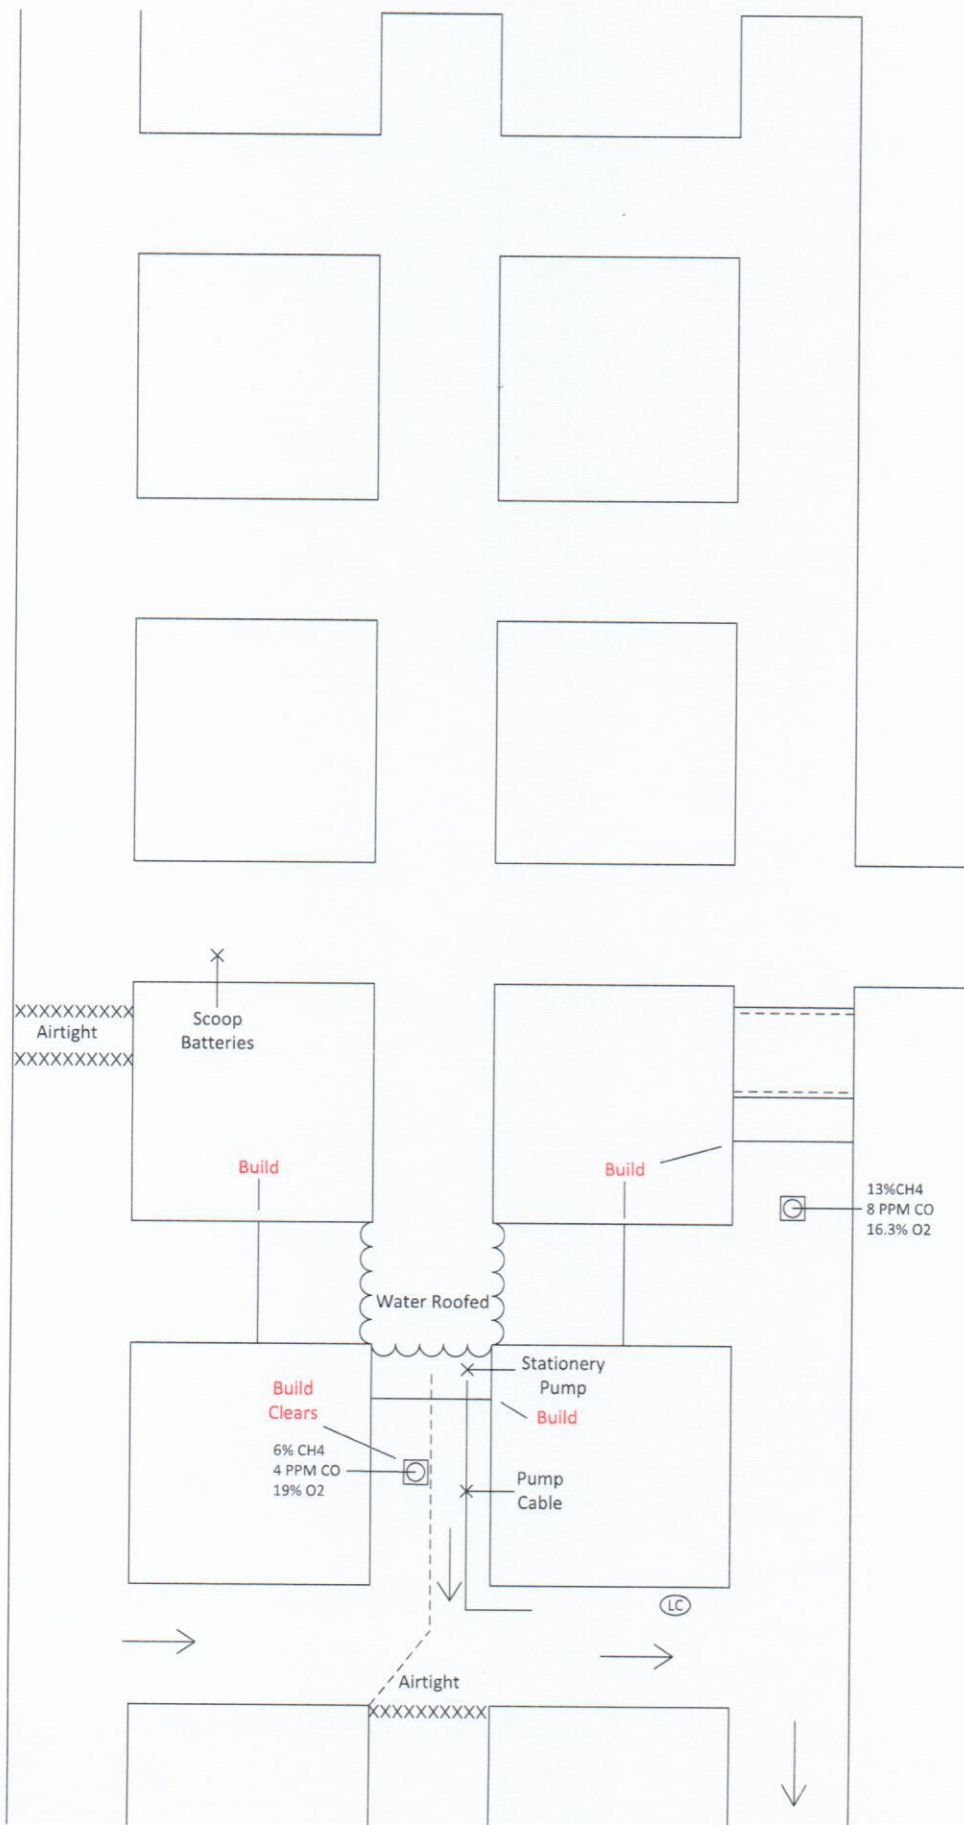 Scoop
Batteries
XXXXXXXXXX
Airtight
XXXXXXXXXX
Build
Build
13%CH4
8 PPM CO
16.3% O2
Water Roofed
Stationery
Pump
Build
Clears
Build
6% CH4
4 PPM CO
19% O2
Pump
Cable
LC
Airtight
XXXXXXXXXX